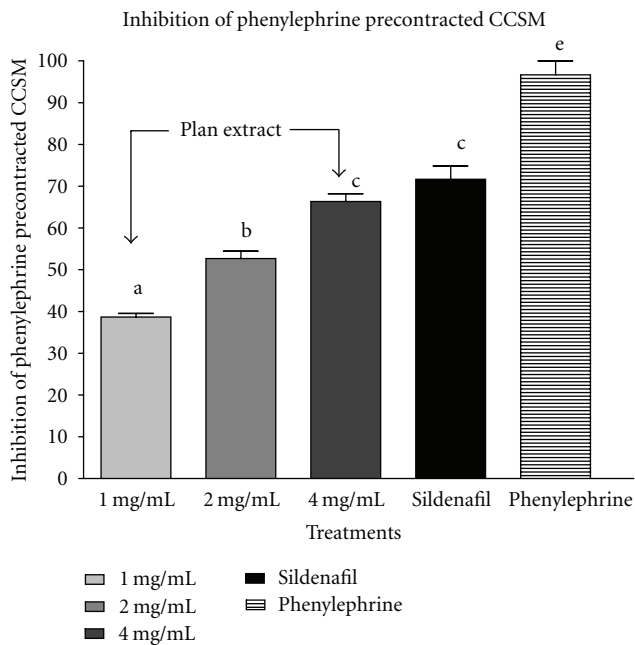 Inhibition of phenylephrine precontracted CCSM
Inhibition of phenylephrine precontracted CCSM
100
90
80
70
60
50
40
30
20
10
0
Plan extract
a
b
c
c
e
1 mg/mL 2 mg/mL 4 mg/mL Sildenafil Phenylephrine
Treatments
1 mg/mL
2 mg/mL
4 mg/mL
Sildenafil
Phenylephrine